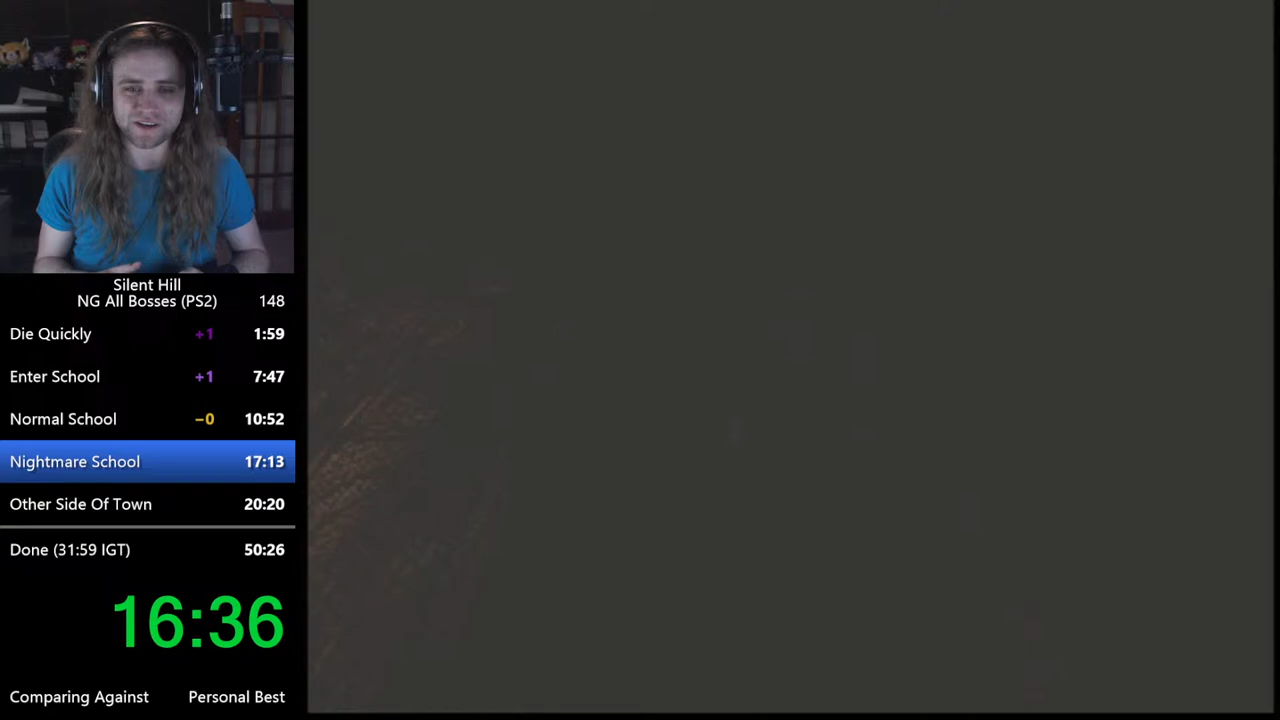 Silent Hill
NG All Bosses (PS2) 148
Die Quickly +1 1:59
Enter School +1 7:47
Normal School −0 10:52
Nightmare School 17:13
Other Side Of Town 20:20
Done (31:59 IGT) 50:26
16:36
Comparing Against Personal Best